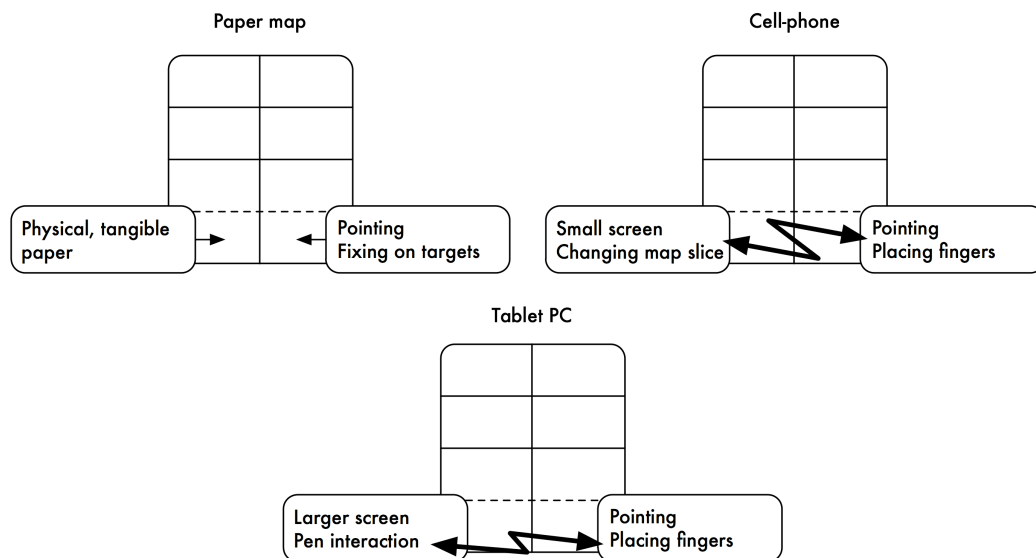 Paper map
Cell-phone
Physical, tangible
paper
Pointing
Fixing on targets
Small screen
Changing map slice
Pointing
Placing fingers
Tablet PC
Larger screen
Pen interaction
Pointing
Placing fingers